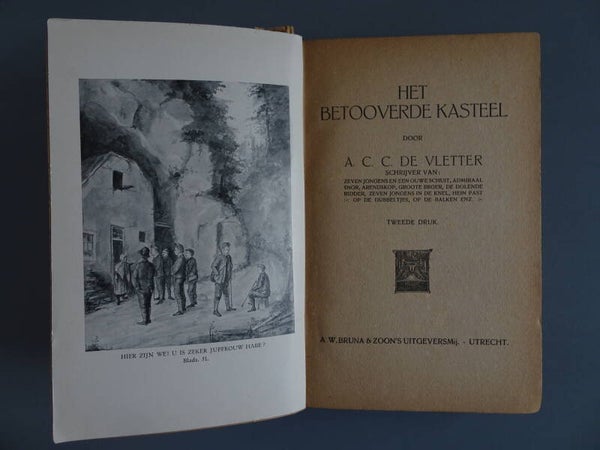 HIER ZIJN WE! U IS ZEKER JUFFROUW HABE?
Bladz. 31.
HET
BETOOVERDE KASTEEL
DOOR
A. C. C. DE VLETTER
SCHRIJVER VAN:
ZEVEN JONGENS EN EEN OUWE SCHUIT, ADMIRAAL
SNOR, ARENDSKOP, GROOTE BROER, DE DOLENDE
RIDDER, ZEVEN JONGENS IN DE KNEL, HEIN PAST
OP DE DUBBELTJES, OP DE BALKEN ENZ.
TWEEDE DRUK.
A. W. BRUNA & ZOON'S UITGEVERSMij. - UTRECHT.